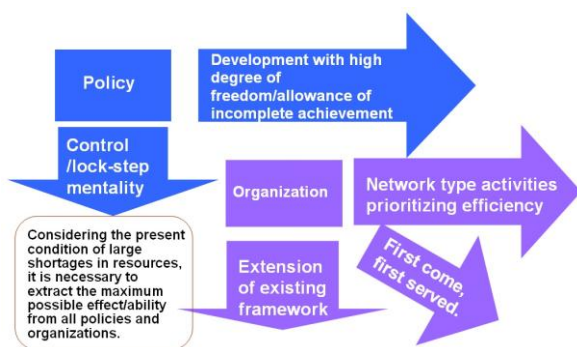 Policy
Development with high
degree of
freedom/allowance of
incomplete achievement
Control
/lock-step
mentality
Organization
Network type activities
prioritizing efficiency
Considering the present
condition of large
shortages in resources,
it is necessary to
extract the maximum
possible effect/ability
from all policies and
organizations.
Extension
of existing
framework
First come,
first served.